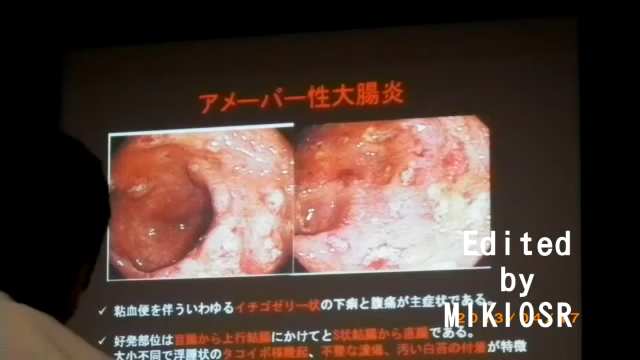 アメーバー性大腸炎
✓ 粘血便を伴ういわゆるイチゴゼリー状の下痢と腹痛が主症状である。
✓ 好発部位は盲腸から上行結腸にかけてとS状結腸から直腸である。
大小不同で浮腫状のタコイボ様隆起、不整な潰瘍、汚い白苔の付着が特徴
Edited
by
MiKIOSR